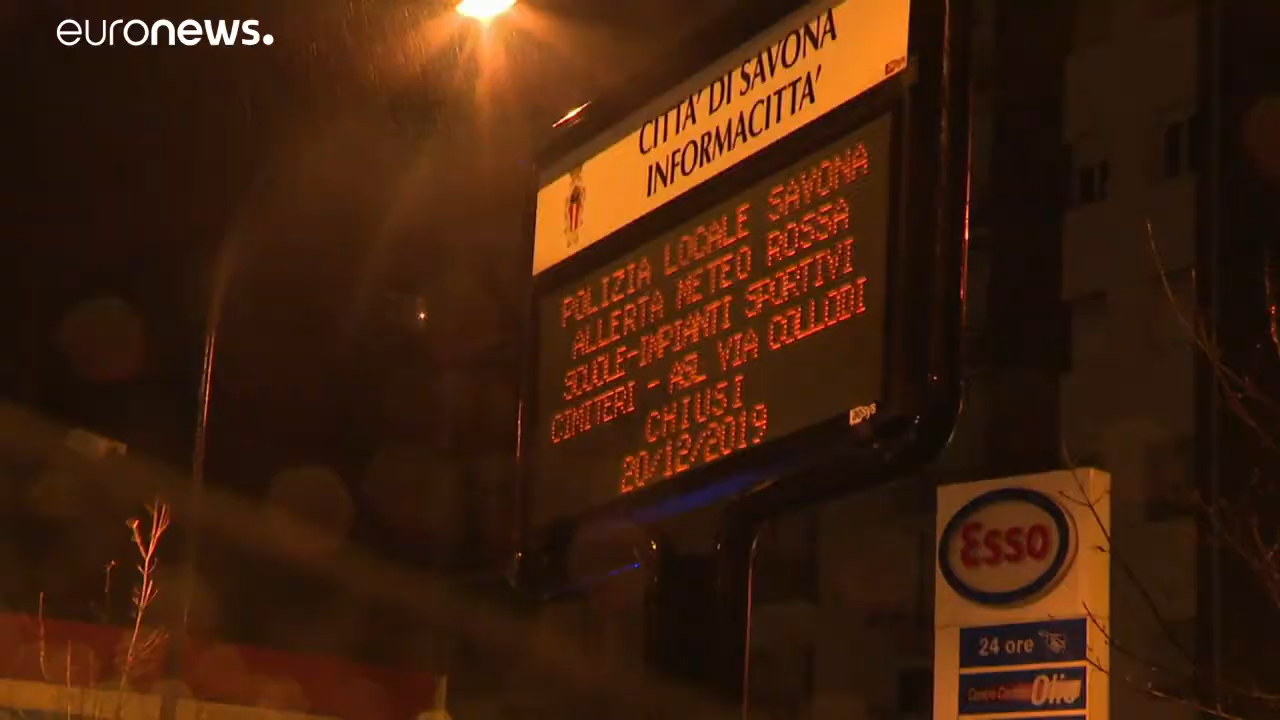 euronews.
CITTA' DI SAVONA
INFORMACITTA'
POLIZIA LOCALE SAVONA
ALLERTA METEO ROSSA
SCUOLE-IMPIANTI SPORTIVI
CIMITERI - ASL VIA COLLODI
CHIUSI
20/12/2019
Esso
24 ore
Olio